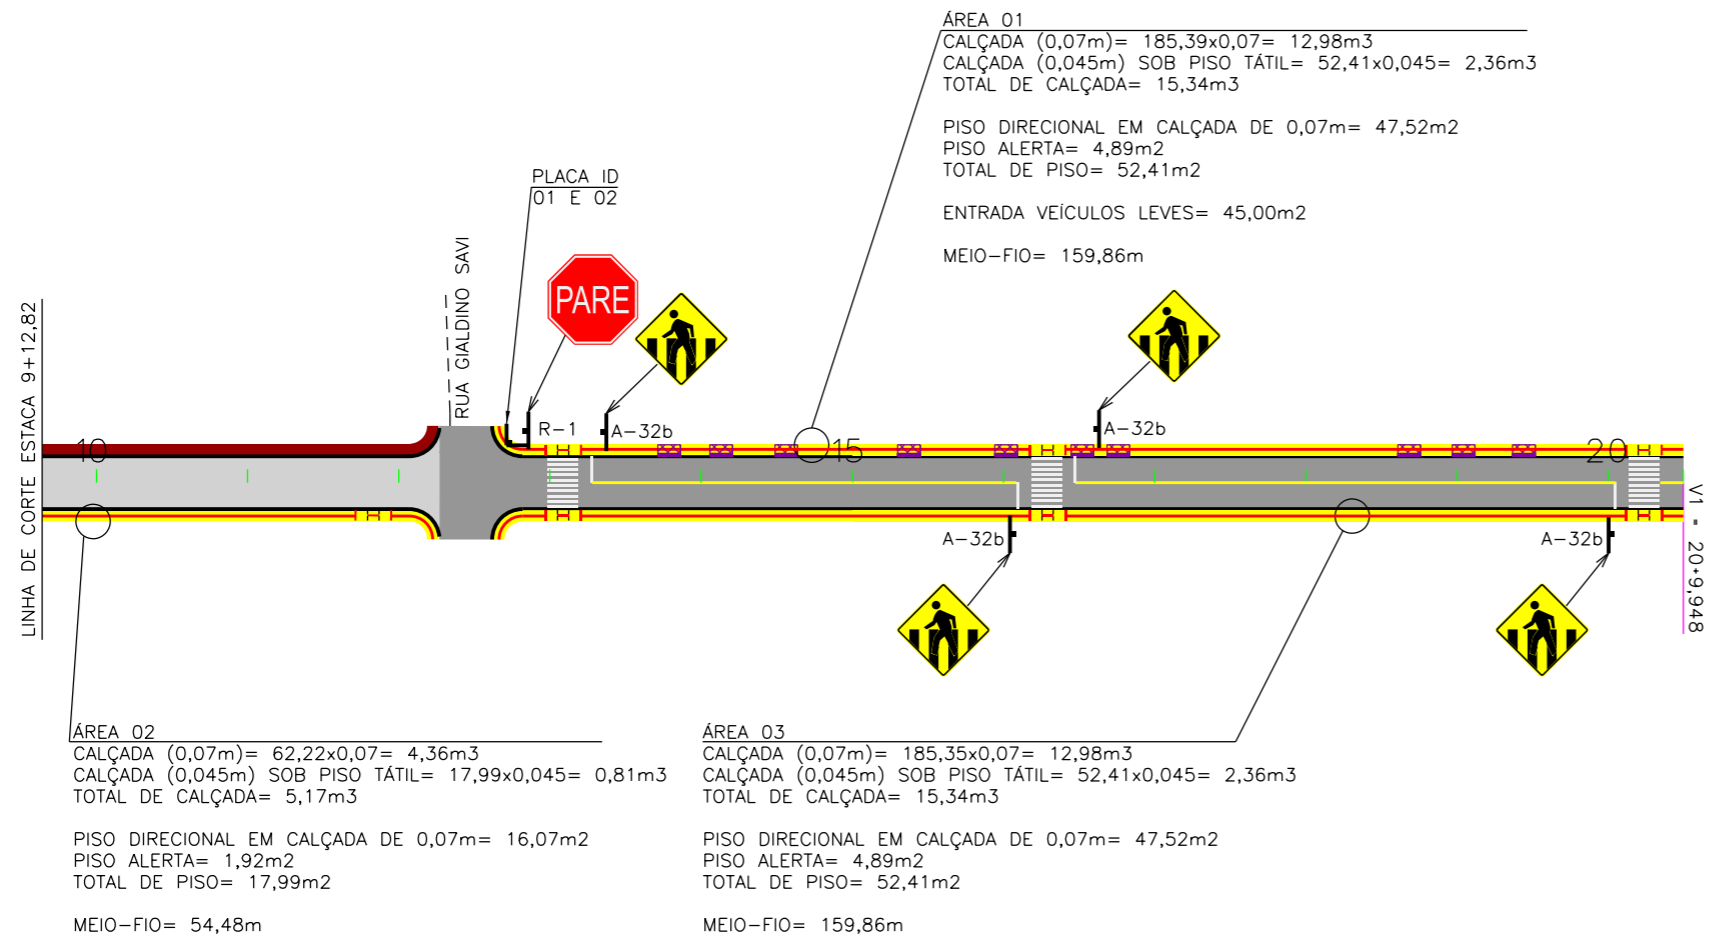 ÁREA 01
CALÇADA (0,07m)= 185,39x0,07= 12,98m3
CALÇADA (0,045m) SOB PISO TÁTIL= 52,41x0,045= 2,36m3
TOTAL DE CALÇADA= 15,34m3
PISO DIRECIONAL EM CALÇADA DE 0,07m= 47,52m2
PISO ALERTA= 4,89m2
TOTAL DE PISO= 52,41m2
ENTRADA VEÍCULOS LEVES= 45,00m2
MEIO-FIO= 159,86m
PLACA ID
01 E 02
RUA GIALDINO SAVI
PARE
LINHA DE CORTE ESTACA 9+12,82
R-1
A-32b
A-32b
10
15
20
A-32b
A-32b
V1 - 20+9,948
ÁREA 02
CALÇADA (0,07m)= 62,22x0,07= 4,36m3
CALÇADA (0,045m) SOB PISO TÁTIL= 17,99x0,045= 0,81m3
TOTAL DE CALÇADA= 5,17m3
PISO DIRECIONAL EM CALÇADA DE 0,07m= 16,07m2
PISO ALERTA= 1,92m2
TOTAL DE PISO= 17,99m2
MEIO-FIO= 54,48m
ÁREA 03
CALÇADA (0,07m)= 185,35x0,07= 12,98m3
CALÇADA (0,045m) SOB PISO TÁTIL= 52,41x0,045= 2,36m3
TOTAL DE CALÇADA= 15,34m3
PISO DIRECIONAL EM CALÇADA DE 0,07m= 47,52m2
PISO ALERTA= 4,89m2
TOTAL DE PISO= 52,41m2
MEIO-FIO= 159,86m